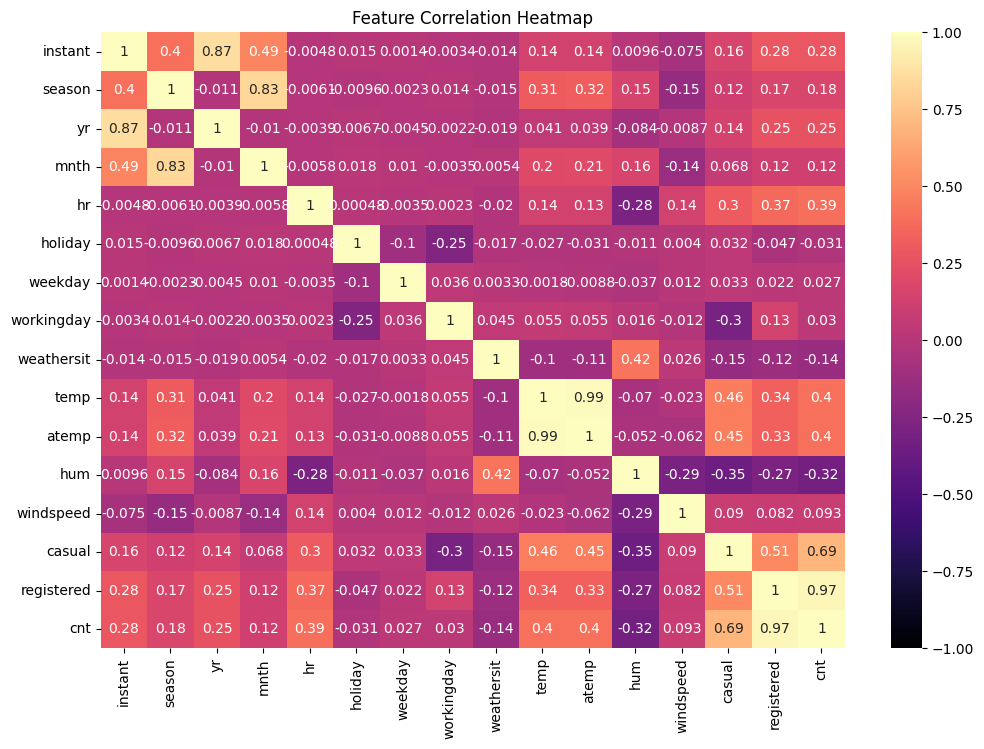 Feature Correlation Heatmap
instant 1 0.4 0.87 0.49 -0.0048 0.015 0.0014 -0.0034 -0.014 0.14 0.14 0.0096 -0.075 0.16 0.28 0.28 1.00
season 0.4 1 -0.011 0.83 -0.0061 -0.0096 -0.0023 0.014 -0.015 0.31 0.32 0.15 -0.15 0.12 0.17 0.18 0.75
yr 0.87 -0.011 1 -0.01 -0.0039 0.0067 -0.0045 -0.0022 -0.019 0.041 0.039 -0.084 -0.0087 0.14 0.25 0.25
mnth 0.49 0.83 -0.01 1 -0.0058 0.018 0.01 -0.0035 0.0054 0.2 0.21 0.16 -0.14 0.068 0.12 0.12 0.50
hr -0.0048 -0.0061 -0.0039 -0.0058 1 0.00048 -0.0035 0.0023 -0.02 0.14 0.13 -0.28 0.14 0.3 0.37 0.39
holiday 0.015 -0.0096 0.0067 0.018 0.00048 1 -0.1 -0.25 -0.017 -0.027 -0.031 -0.011 0.004 0.032 -0.047 -0.031 0.25
weekday 0.0014 -0.0023 -0.0045 0.01 -0.0035 -0.1 1 0.036 0.0033 -0.0018 -0.0088 -0.037 0.012 0.033 0.022 0.027
workingday -0.0034 0.014 -0.0022 -0.0035 0.0023 -0.25 0.036 1 0.045 0.055 0.055 0.016 -0.012 -0.3 0.13 0.03 0.00
weathersit -0.014 -0.015 -0.019 0.0054 -0.02 -0.017 0.0033 0.045 1 -0.1 -0.11 0.42 0.026 -0.15 -0.12 -0.14
temp 0.14 0.31 0.041 0.2 0.14 -0.027 -0.0018 0.055 -0.1 1 0.99 -0.07 -0.023 0.46 0.34 0.4 -0.25
atemp 0.14 0.32 0.039 0.21 0.13 -0.031 -0.0088 0.055 -0.11 0.99 1 -0.052 -0.062 0.45 0.33 0.4
hum 0.0096 0.15 -0.084 0.16 -0.28 -0.011 -0.037 0.016 0.42 -0.07 -0.052 1 -0.29 -0.35 -0.27 -0.32 -0.50
windspeed -0.075 -0.15 -0.0087 -0.14 0.14 0.004 0.012 -0.012 0.026 -0.023 -0.062 -0.29 1 0.09 0.082 0.093
casual 0.16 0.12 0.14 0.068 0.3 0.032 0.033 -0.3 -0.15 0.46 0.45 -0.35 0.09 1 0.51 0.69 -0.75
registered 0.28 0.17 0.25 0.12 0.37 -0.047 0.022 0.13 -0.12 0.34 0.33 -0.27 0.082 0.51 1 0.97
cnt 0.28 0.18 0.25 0.12 0.39 -0.031 0.027 0.03 -0.14 0.4 0.4 -0.32 0.093 0.69 0.97 1 -1.00
instant season yr mnth hr holiday weekday workingday weathersit temp atemp hum windspeed casual registered cnt